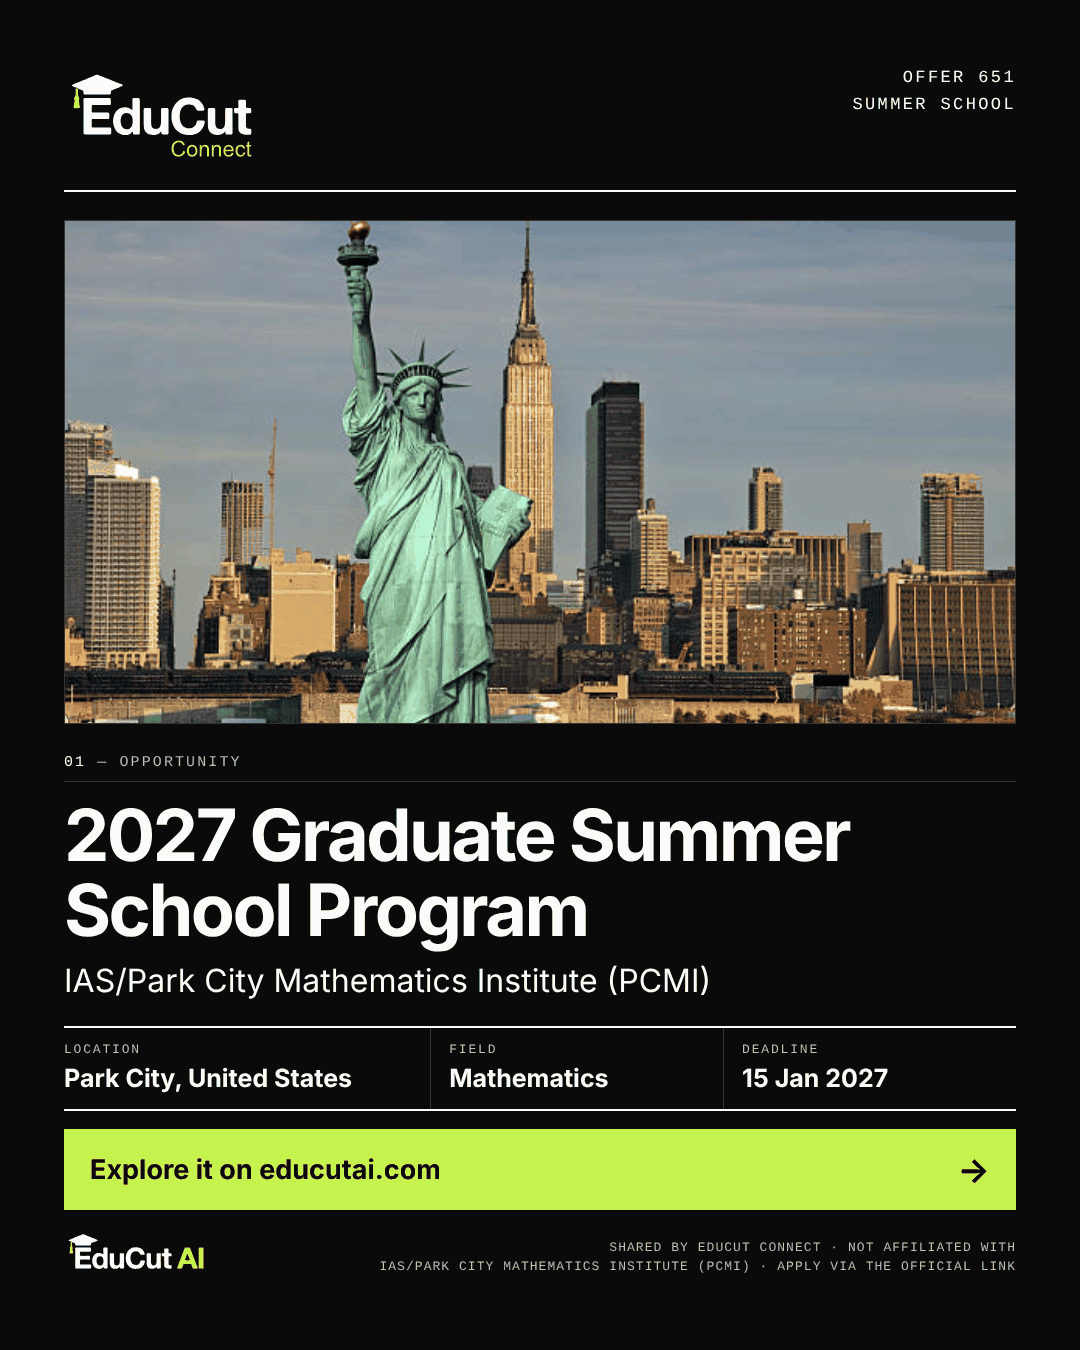 EduCut
Connect
OFFER 651
SUMMER SCHOOL
01 — OPPORTUNITY
2027 Graduate Summer
School Program
IAS/Park City Mathematics Institute (PCMI)
LOCATION
Park City, United States
FIELD
Mathematics
DEADLINE
15 Jan 2027
Explore it on educutai.com
EduCut AI
SHARED BY EDUCUT CONNECT · NOT AFFILIATED WITH
IAS/PARK CITY MATHEMATICS INSTITUTE (PCMI) · APPLY VIA THE OFFICIAL LINK